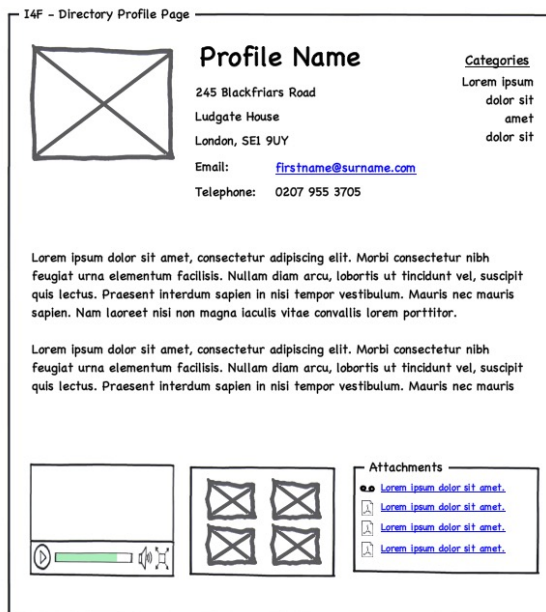 I4F - Directory Profile Page
Profile Name
245 Blackfriars Road
Ludgate House
London, SE1 9UY
Email: firstname@surname.com
Telephone: 0207 955 3705
Categories
Lorem ipsum
dolor sit
amet
dolor sit
Lorem ipsum dolor sit amet, consectetur adipiscing elit. Morbi consectetur nibh
feugiat urna elementum facilisis. Nullam diam arcu, lobortis ut tincidunt vel, suscipit
quis lectus. Praesent interdum sapien in nisi tempor vestibulum. Mauris nec mauris
sapien. Nam laoreet nisi non magna iaculis vitae convallis lorem porttitor.
Lorem ipsum dolor sit amet, consectetur adipiscing elit. Morbi consectetur nibh
feugiat urna elementum facilisis. Nullam diam arcu, lobortis ut tincidunt vel, suscipit
quis lectus. Praesent interdum sapien in nisi tempor vestibulum. Mauris nec mauris
Attachments
Lorem ipsum dolor sit amet.
Lorem ipsum dolor sit amet.
Lorem ipsum dolor sit amet.
Lorem ipsum dolor sit amet.